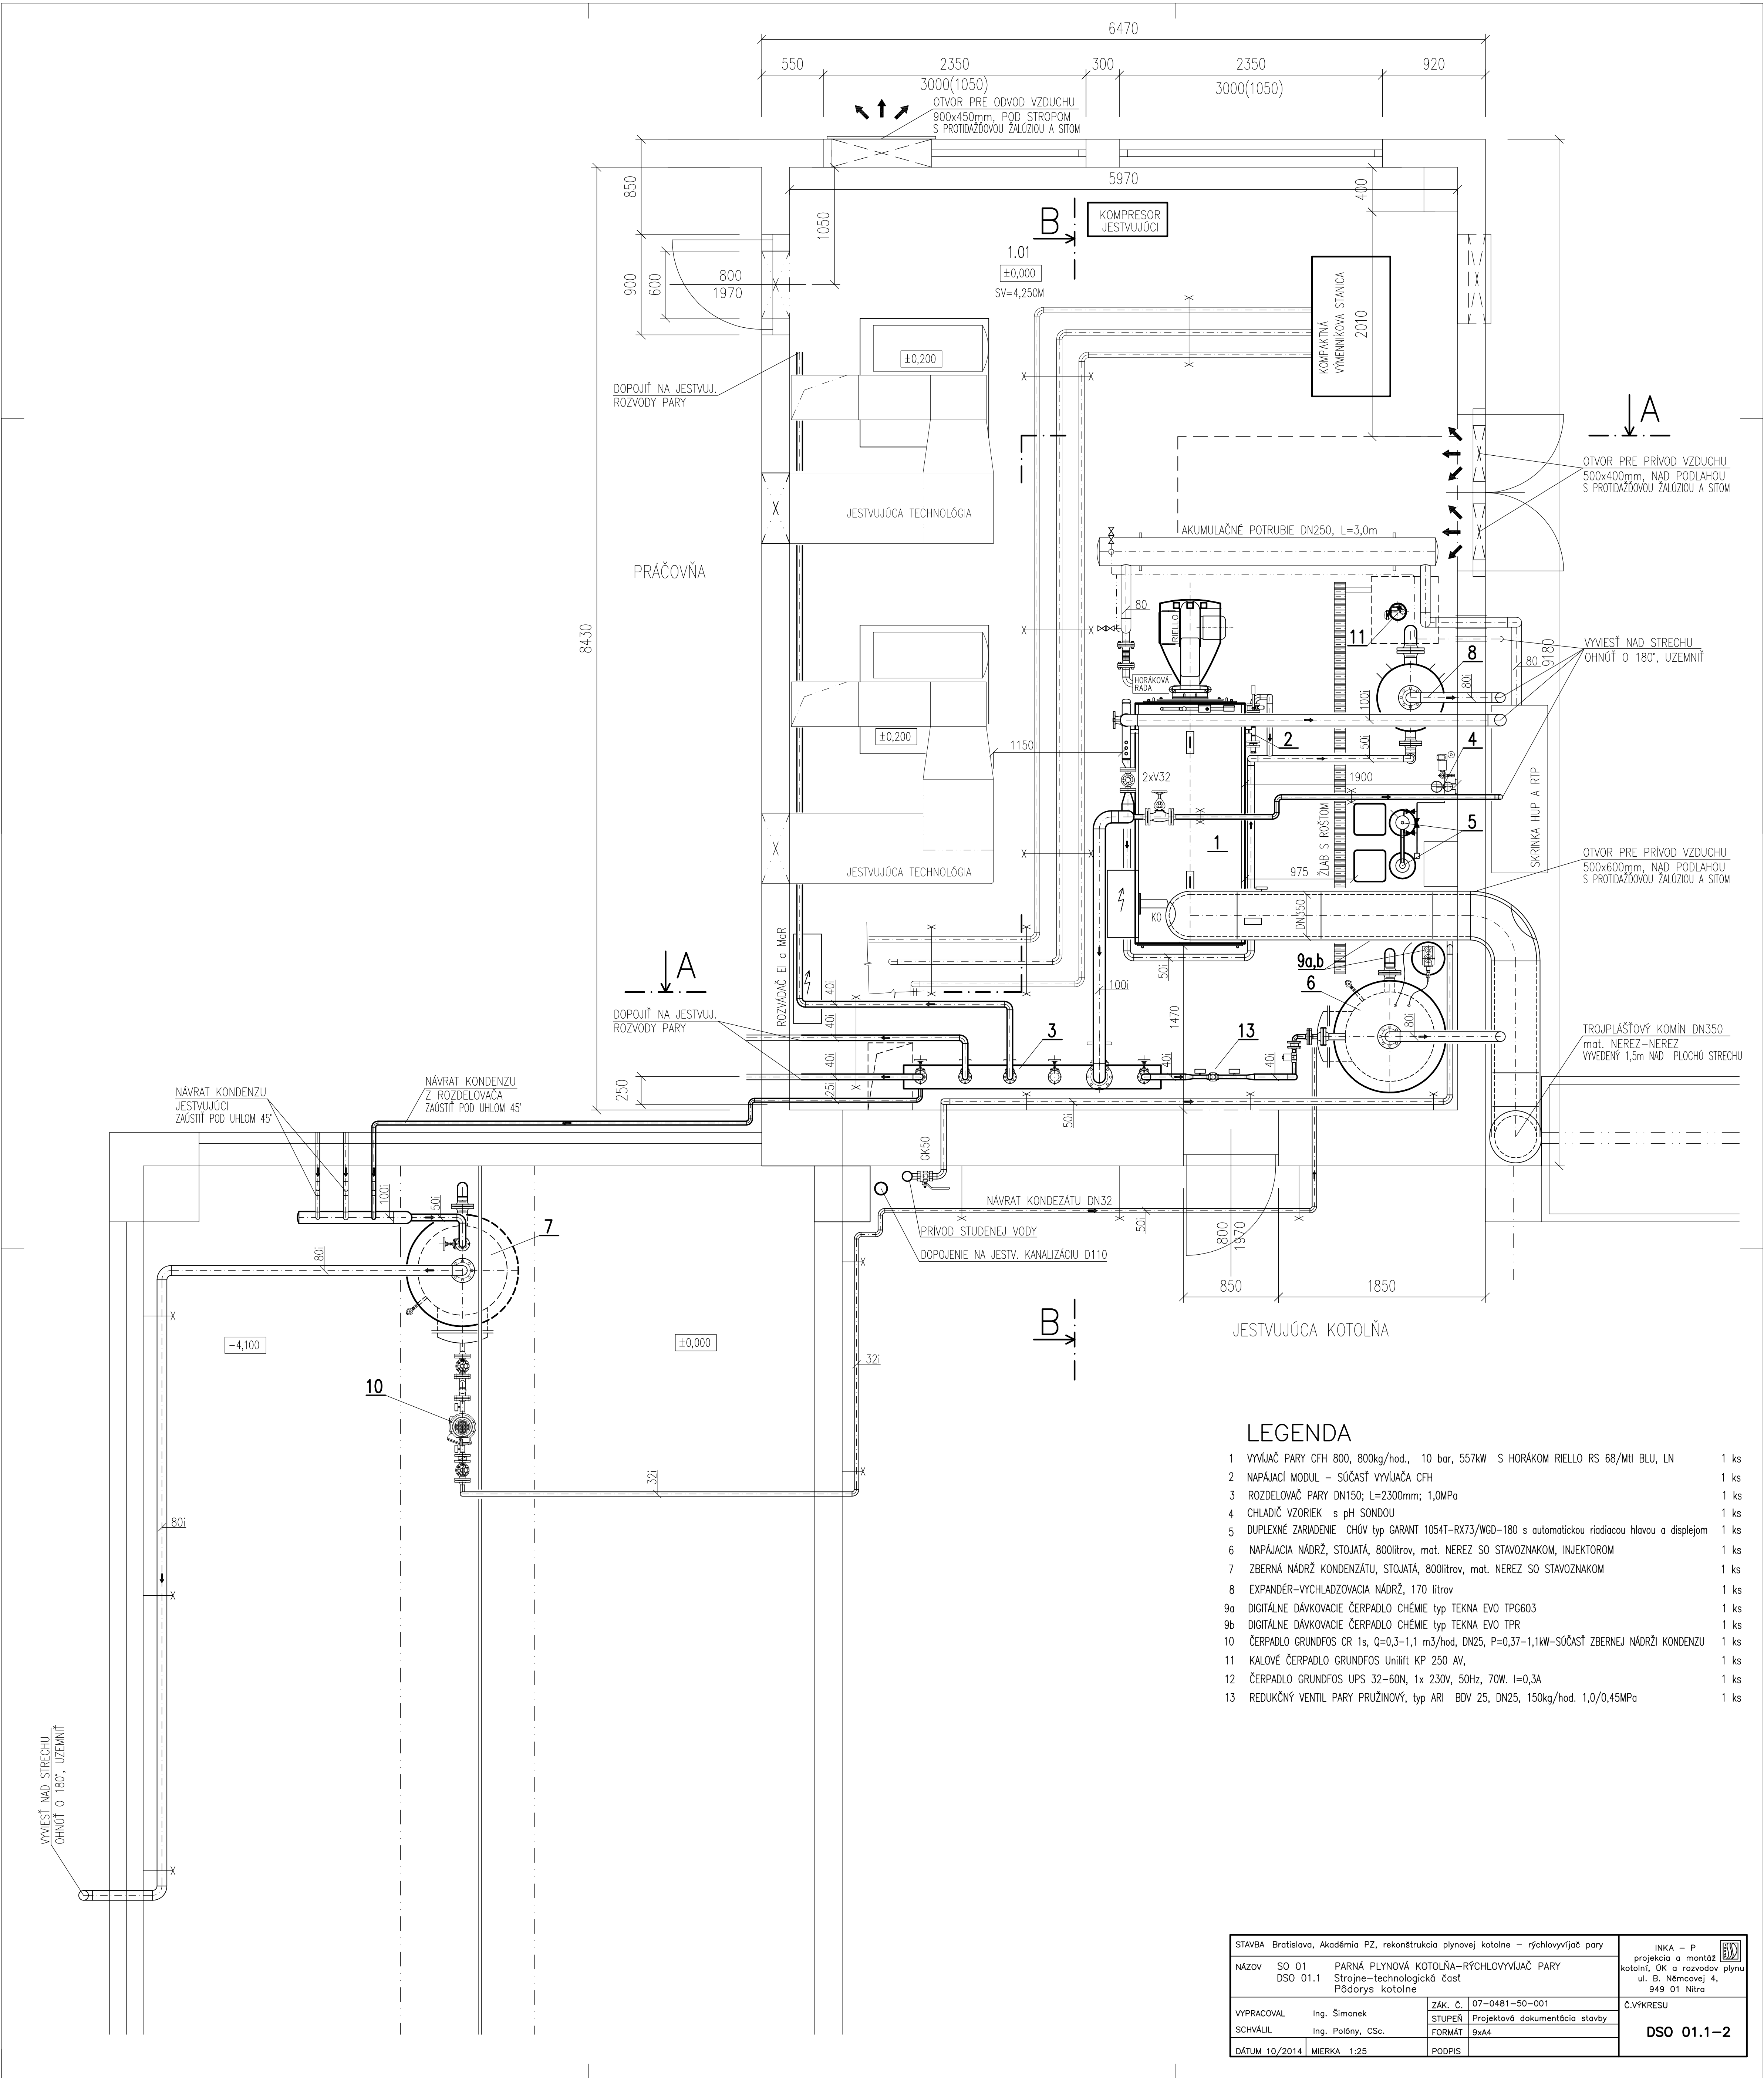 6470
550
2350
300
2350
920
3000(1050)
3000(1050)
OTVOR PRE ODVOD VZDUCHU
900x450mm, POD STROPOM
S PROTIDAŽĎOVOU ŽALÚZIOU A SITOM
5970
850
1050
400
B
KOMPRESOR
JESTVUJÚCI
1.01
±0,000
SV=4,250M
900
600
800
1970
KOMPAKTNÁ
VÝMENNÍKOVA STANICA
2010
±0,200
DOPOJIŤ NA JESTVUJ.
ROZVODY PARY
A
OTVOR PRE PRÍVOD VZDUCHU
500x400mm, NAD PODLAHOU
S PROTIDAŽĎOVOU ŽALÚZIOU A SITOM
JESTVUJÚCA TECHNOLÓGIA
AKUMULAČNÉ POTRUBIE DN250, L=3,0m
PRÁČOVŇA
8430
80
RIELLO
11
8
9180
80
VYVIESŤ NAD STRECHU
OHNÚŤ O 180°, UZEMNIŤ
HORÁKOVÁ
RADA
80i
100i
±0,200
1150
2
50i
4
2xV32
1900
SKRINKA HUP A RTP
ŽLAB S ROŠTOM
5
1
975
OTVOR PRE PRÍVOD VZDUCHU
500x600mm, NAD PODLAHOU
S PROTIDAŽĎOVOU ŽALÚZIOU A SITOM
JESTVUJÚCA TECHNOLÓGIA
KO
DN350
ROZVÁDAČ El a MaR
A
9a,b
6
50i
100i
40i
DOPOJIŤ NA JESTVUJ.
ROZVODY PARY
40i
1470
80i
3
13
TROJPLÁŠŤOVÝ KOMÍN DN350
mat. NEREZ-NEREZ
VYVEDENÝ 1,5m NAD PLOCHÚ STRECHU
40i
40i
40i
250
25i
NÁVRAT KONDENZU
JESTVUJÚCI
ZAÚSTIŤ POD UHLOM 45°
NÁVRAT KONDENZU
Z ROZDELOVAČA
ZAÚSTIŤ POD UHLOM 45°
50i
GK50
100i
50i
NÁVRAT KONDEZÁTU DN32
50i
7
PRÍVOD STUDENEJ VODY
DOPOJENIE NA JESTV. KANALIZÁCIU D110
800
1970
80i
850
1850
B
JESTVUJÚCA KOTOLŇA
-4,100
±0,000
32i
10
32i
80i
VYVIESŤ NAD STRECHU
OHNÚŤ O 180°, UZEMNIŤ
LEGENDA
1 VYVÍJAČ PARY CFH 800, 800kg/hod., 10 bar, 557kW S HORÁKOM RIELLO RS 68/MtI BLU, LN 1 ks
2 NAPÁJACÍ MODUL – SÚČASŤ VYVÍJAČA CFH 1 ks
3 ROZDELOVAČ PARY DN150; L=2300mm; 1,0MPa 1 ks
4 CHLADIČ VZORIEK s pH SONDOU 1 ks
5 DUPLEXNÉ ZARIADENIE CHÚV typ GARANT 1054T-RX73/WGD-180 s automatickou riadiacou hlavou a displejom 1 ks
6 NAPÁJACIA NÁDRŽ, STOJATÁ, 800litrov, mat. NEREZ SO STAVOZNAKOM, INJEKTOROM 1 ks
7 ZBERNÁ NÁDRŽ KONDENZÁTU, STOJATÁ, 800litrov, mat. NEREZ SO STAVOZNAKOM 1 ks
8 EXPANDÉR-VYCHLADZOVACIA NÁDRŽ, 170 litrov 1 ks
9a DIGITÁLNE DÁVKOVACIE ČERPADLO CHÉMIE typ TEKNA EVO TPG603 1 ks
9b DIGITÁLNE DÁVKOVACIE ČERPADLO CHÉMIE typ TEKNA EVO TPR 1 ks
10 ČERPADLO GRUNDFOS CR 1s, Q=0,3-1,1 m3/hod, DN25, P=0,37-1,1kW-SÚČASŤ ZBERNEJ NÁDRŽI KONDENZU 1 ks
11 KALOVÉ ČERPADLO GRUNDFOS Unilift KP 250 AV, 1 ks
12 ČERPADLO GRUNDFOS UPS 32-60N, 1x 230V, 50Hz, 70W. I=0,3A 1 ks
13 REDUKČNÝ VENTIL PARY PRUŽINOVÝ, typ ARI BDV 25, DN25, 150kg/hod. 1,0/0,45MPa 1 ks
STAVBA Bratislava, Akadémia PZ, rekonštrukcia plynovej kotolne – rýchlovyvíjač pary
NÁZOV SO 01 PARNÁ PLYNOVÁ KOTOLŇA-RÝCHLOVYVÍJAČ PARY
DSO 01.1 Strojne-technologická časť
Pôdorys kotolne
INKA – P
projekcia a montáž
kotolní, ÚK a rozvodov plynu
ul. B. Němcovej 4,
949 01 Nitra
VYPRACOVAL Ing. Šimonek
ZÁK. Č. 07-0481-50-001
STUPEŇ Projektová dokumentácia stavby
SCHVÁLIL Ing. Polóny, CSc.
FORMÁT 9xA4
DÁTUM 10/2014 MIERKA 1:25 PODPIS
Č.VÝKRESU
DSO 01.1-2